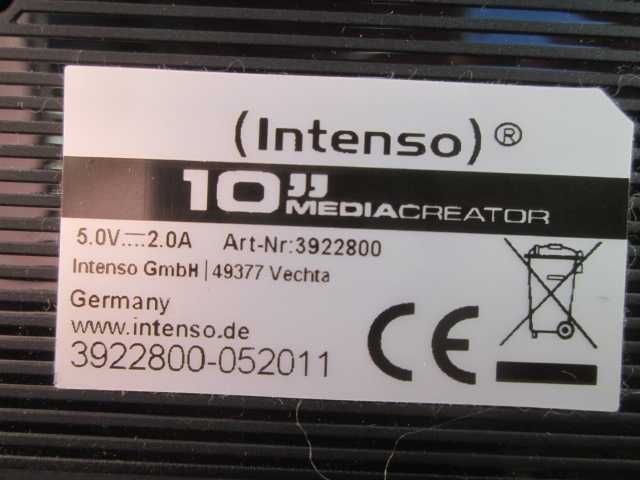 (Intenso)®
10" MEDIACREATOR
5.0V⎓2.0A Art-Nr:3922800
Intenso GmbH | 49377 Vechta
Germany
www.intenso.de
3922800-052011
CE